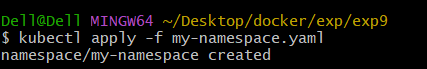 Dell@Dell MINGW64 ~/Desktop/docker/exp/exp9
$ kubectl apply -f my-namespace.yaml
namespace/my-namespace created